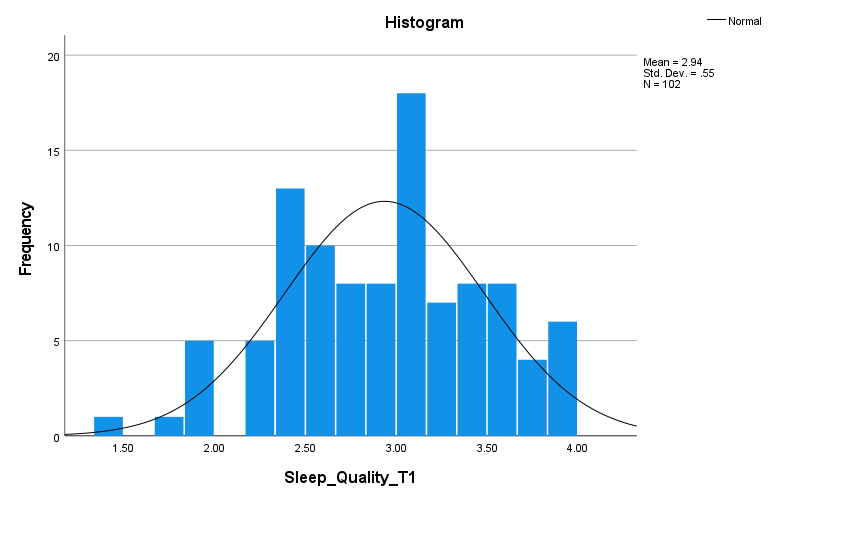 Histogram
Normal
Mean = 2.94
Std. Dev. = .55
N = 102
20
15
10
5
0
Frequency
1.50 2.00 2.50 3.00 3.50 4.00
Sleep_Quality_T1